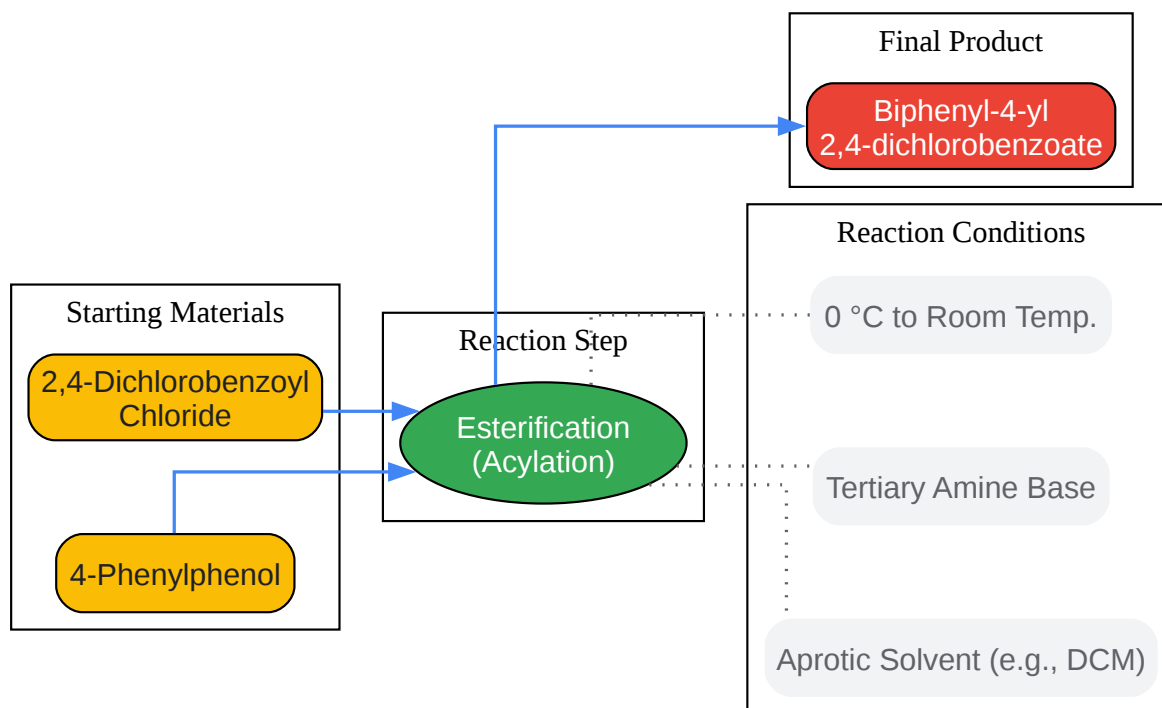 Final Product
Biphenyl-4-yl
2,4-dichlorobenzoate
Reaction Conditions
0 °C to Room Temp.
Tertiary Amine Base
Aprotic Solvent (e.g., DCM)
Starting Materials
2,4-Dichlorobenzoyl
Chloride
4-Phenylphenol
Reaction Step
Esterification
(Acylation)